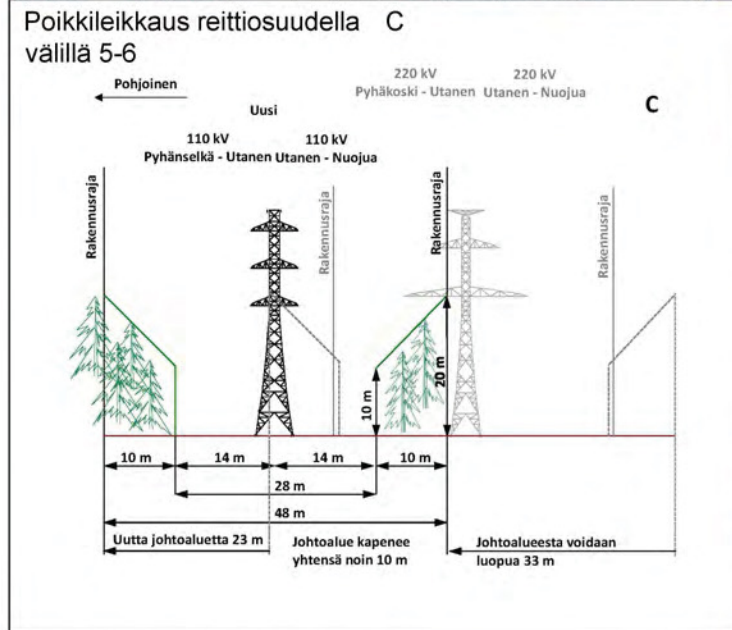 Poikkileikkaus reittiosuudella C
välillä 5-6
220 kV
220 kV
Pohjoinen
Pyhäkoski - Utanen
Utanen - Nuojua
C
Uusi
110 kV
110 kV
Pyhänselkä - Utanen
Utanen - Nuojua
Rakennusraja
Rakennusraja
Rakennusraja
Rakennusraja
10 m
20 m
10 m
14 m
14 m
10 m
28 m
48 m
Uutta johtoaluetta 23 m
Johtoalue kapenee
yhtensä noin 10 m
Johtoalueesta voidaan
luopua 33 m